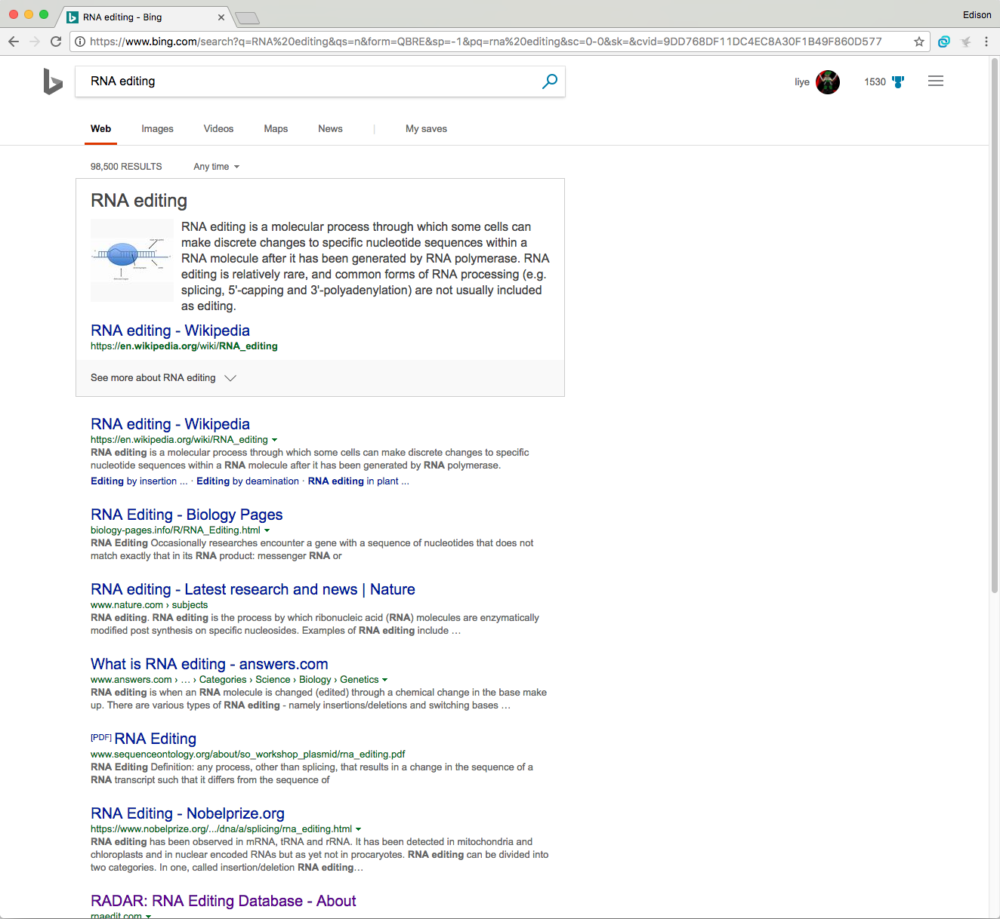 RNA editing - Bing
Edison
https://www.bing.com/search?q=RNA%20editing&qs=n&form=QBRE&sp=-1&pq=rna%20editing&sc=0-0&sk=&cvid=9DD768DF11DC4EC8A30F1B49F860D577
RNA editing
liye
1530
Web Images Videos Maps News | My saves
98,500 RESULTS Any time
RNA editing
RNA editing is a molecular process through which some cells can
make discrete changes to specific nucleotide sequences within a
RNA molecule after it has been generated by RNA polymerase. RNA
editing is relatively rare, and common forms of RNA processing (e.g.
splicing, 5'-capping and 3'-polyadenylation) are not usually included
as editing.
RNA editing - Wikipedia
https://en.wikipedia.org/wiki/RNA_editing
See more about RNA editing
RNA editing - Wikipedia
https://en.wikipedia.org/wiki/RNA_editing
RNA editing is a molecular process through which some cells can make discrete changes to specific
nucleotide sequences within a RNA molecule after it has been generated by RNA polymerase.
Editing by insertion ... · Editing by deamination · RNA editing in plant ...
RNA Editing - Biology Pages
biology-pages.info/R/RNA_Editing.html
RNA Editing Occasionally researches encounter a gene with a sequence of nucleotides that does not
match exactly that in its RNA product: messenger RNA or
RNA editing - Latest research and news | Nature
www.nature.com › subjects
RNA editing. RNA editing is the process by which ribonucleic acid (RNA) molecules are enzymatically
modified post synthesis on specific nucleosides. Examples of RNA editing include …
What is RNA editing - answers.com
www.answers.com › … › Categories › Science › Biology › Genetics
RNA editing is when an RNA molecule is changed (edited) through a chemical change in the base make
up. There are various types of RNA editing - namely insertions/deletions and switching bases …
[PDF] RNA Editing
www.sequenceontology.org/about/so_workshop_plasmid/rna_editing.pdf
RNA Editing Definition: any process, other than splicing, that results in a change in the sequence of a
RNA transcript such that it differs from the sequence of
RNA Editing - Nobelprize.org
https://www.nobelprize.org/.../dna/a/splicing/rna_editing.html
RNA editing has been observed in mRNA, tRNA and rRNA. It has been detected in mitochondria and
chloroplasts and in nuclear encoded RNAs but as yet not in procaryotes. RNA editing can be divided into
two categories. In one, called insertion/deletion RNA editing…
RADAR: RNA Editing Database - About
rnaedit.com